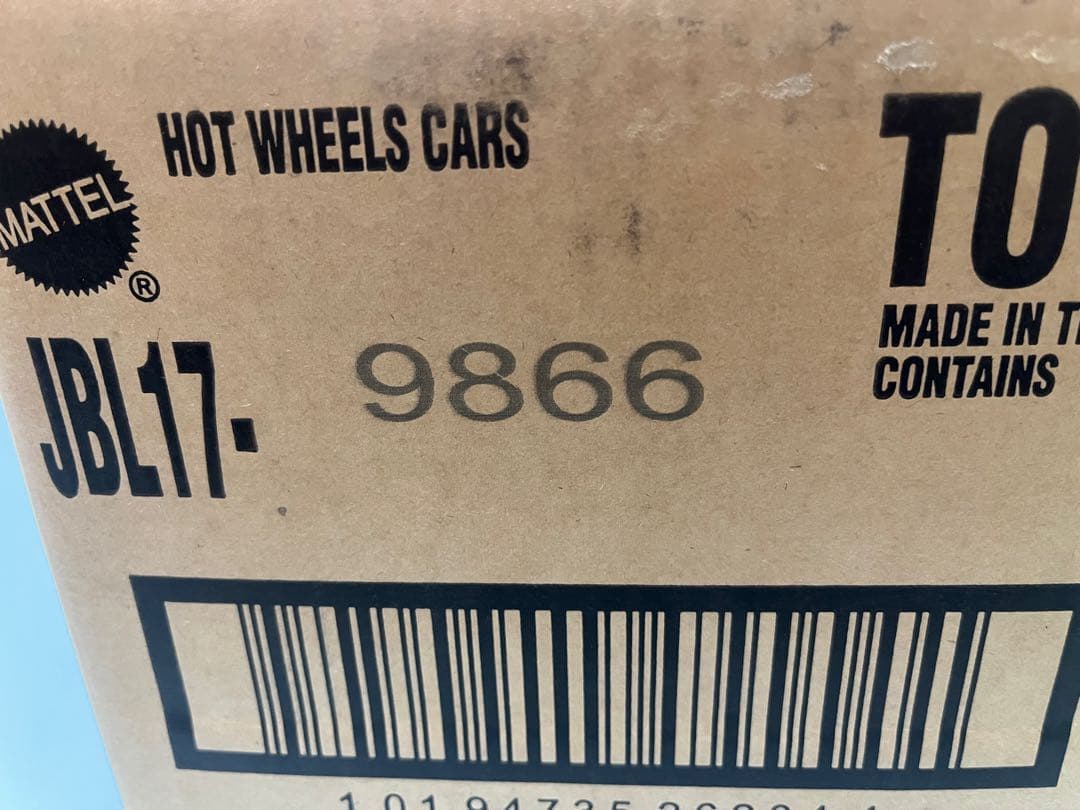 MATTEL
®
HOT WHEELS CARS
JBL17- 9866
TO
MADE IN
CONTAINS